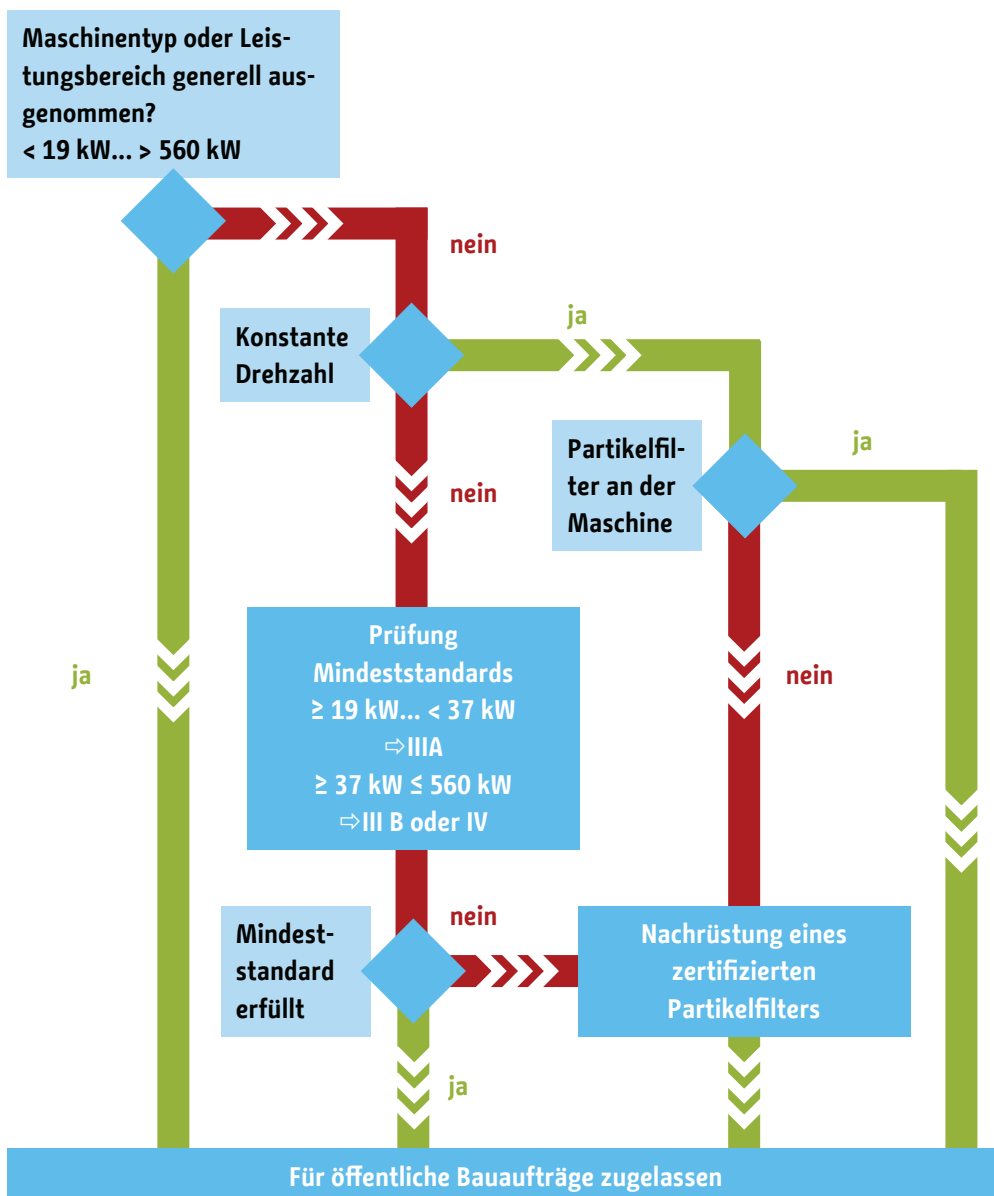 Maschinentyp oder Leis-
tungsbereich generell aus-
genommen?
< 19 kW... > 560 kW
nein
Konstante
Drehzahl
ja
Partikelfil-
ter an der
Maschine
ja
nein
Prüfung
Mindeststandards
≥ 19 kW... < 37 kW
⇨IIIA
≥ 37 kW ≤ 560 kW
⇨III B oder IV
ja
nein
Mindest-
standard
erfüllt
nein
Nachrüstung eines
zertifizierten
Partikelfilters
ja
Für öffentliche Bauaufträge zugelassen